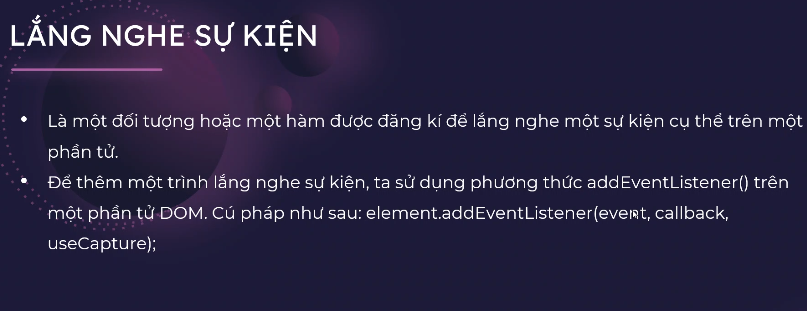 LẮNG NGHE SỰ KIỆN
• Là một đối tượng hoặc một hàm được đăng kí để lắng nghe một sự kiện cụ thể trên một
phần tử.
• Để thêm một trình lắng nghe sự kiện, ta sử dụng phương thức addEventListener() trên
một phần tử DOM. Cú pháp như sau: element.addEventListener(event, callback,
useCapture);